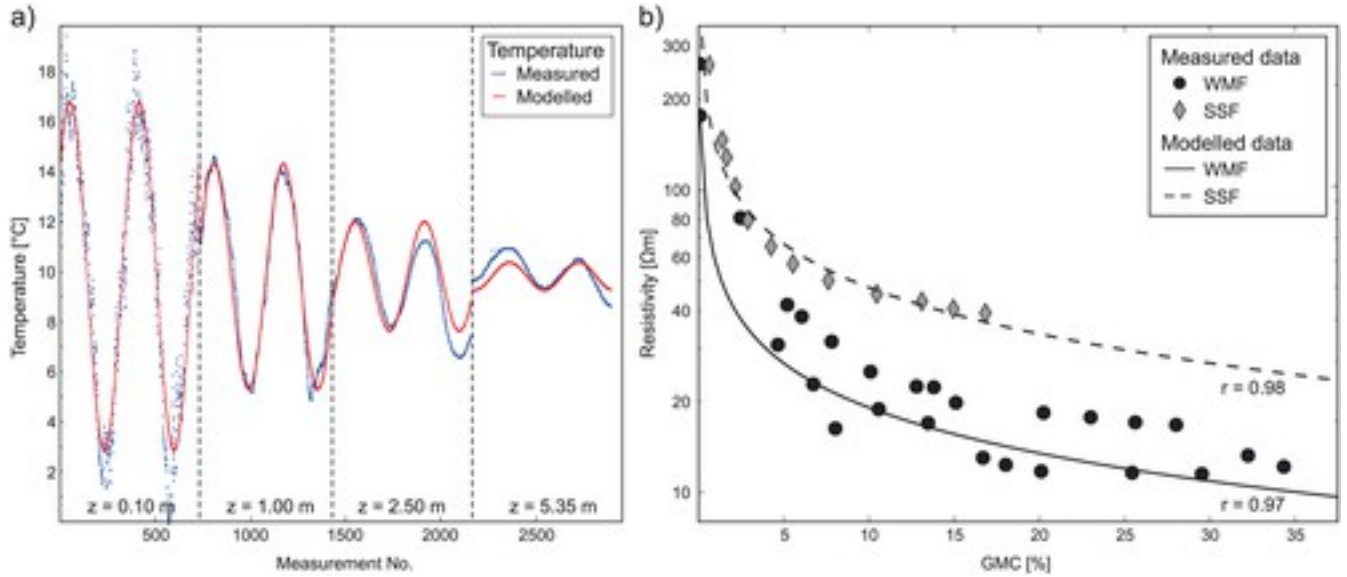 a)
Temperature
Measured
Modelled
18
16
14
12
10
8
6
4
2
Temperature [°C]
z = 0.10 m
z = 1.00 m
z = 2.50 m
z = 5.35 m
500
1000
1500
2000
2500
Measurement No.
b)
Measured data
WMF
SSF
Modelled data
WMF
SSF
300
200
100
80
60
40
20
10
Resistivity [Ωm]
r = 0.98
r = 0.97
5
10
15
20
25
30
35
GMC [%]